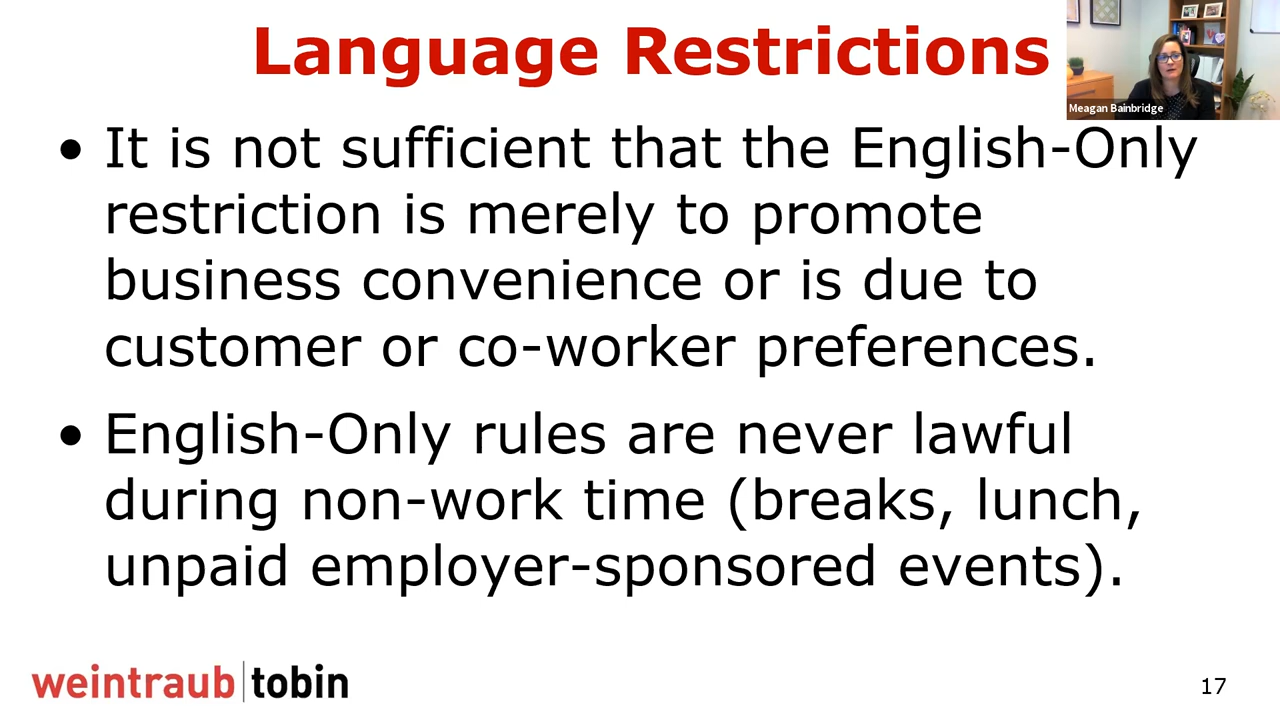 Language Restrictions
Meagan Bainbridge
• It is not sufficient that the English-Only
restriction is merely to promote
business convenience or is due to
customer or co-worker preferences.
• English-Only rules are never lawful
during non-work time (breaks, lunch,
unpaid employer-sponsored events).
weintraub|tobin
17